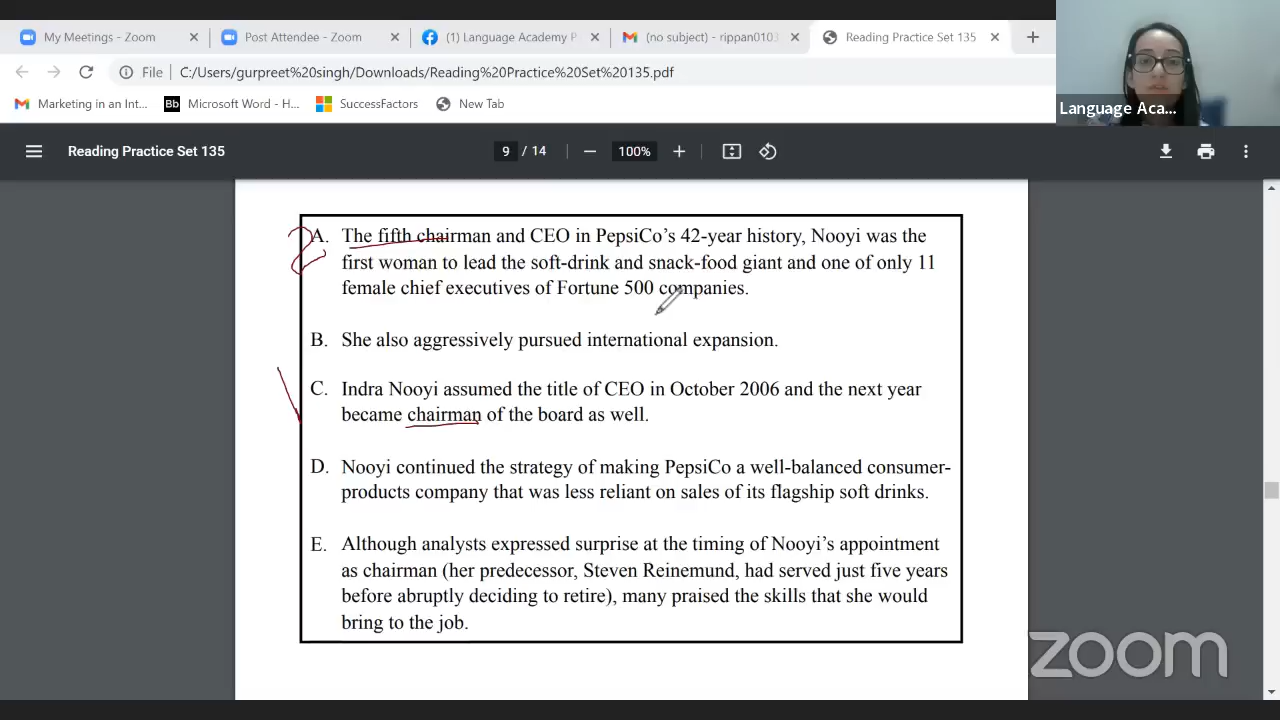 My Meetings - Zoom
Post Attendee - Zoom
(1) Language Academy P
(no subject) - rippan0103
Reading Practice Set 135
File
C:/Users/gurpreet%20singh/Downloads/Reading%20Practice%20Set%20135.pdf
Marketing in an Int...
Bb Microsoft Word - H...
SuccessFactors
New Tab
Language Aca...
Reading Practice Set 135
9 / 14
100%
2
A. The fifth chairman and CEO in PepsiCo’s 42-year history, Nooyi was the
first woman to lead the soft-drink and snack-food giant and one of only 11
female chief executives of Fortune 500 companies.
B. She also aggressively pursued international expansion.
C. Indra Nooyi assumed the title of CEO in October 2006 and the next year
became chairman of the board as well.
D. Nooyi continued the strategy of making PepsiCo a well-balanced consumer-
products company that was less reliant on sales of its flagship soft drinks.
E. Although analysts expressed surprise at the timing of Nooyi’s appointment
as chairman (her predecessor, Steven Reinemund, had served just five years
before abruptly deciding to retire), many praised the skills that she would
bring to the job.
zoom